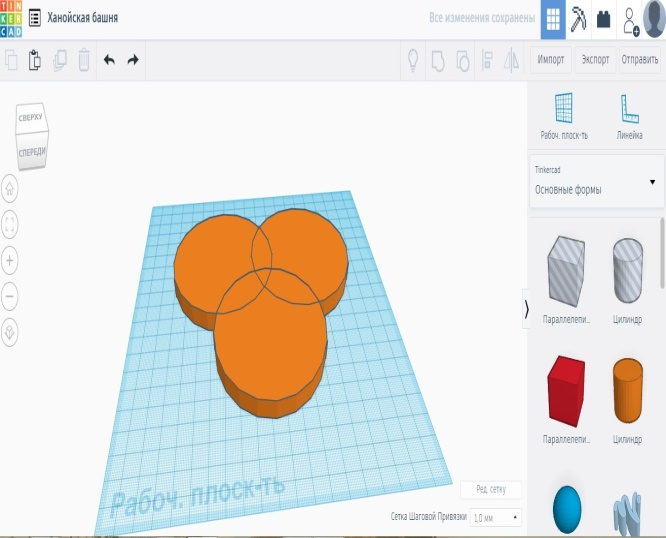 TIN
KER
CAD
Ханойская башня
Все изменения сохранены
Импорт
Экспорт
Отправить
СВЕРХУ
СПЕРЕДИ
Рабоч. плоск-ть
Линейка
Tinkercad
Основные формы
Параллелепи...
Цилиндр
Параллелепи...
Цилиндр
Рабоч. плоск-ть
Ред. сетку
Сетка Шаговой Привязки
1,0 мм